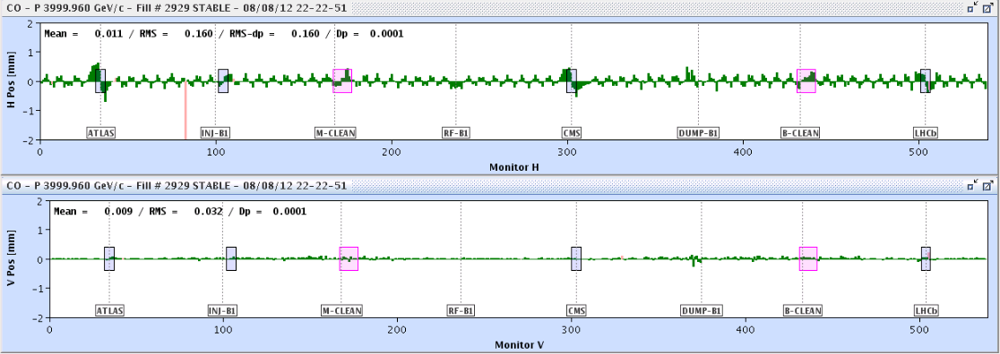 CO - P 3999.960 GeV/c - Fill # 2929 STABLE - 08/08/12 22-22-51
Mean = 0.011 / RMS = 0.160 / RMS-dp = 0.160 / Dp = 0.0001
H Pos [mm]
2
1
0
-1
-2
ATLAS INJ-B1 M-CLEAN RF-B1 CMS DUMP-B1 B-CLEAN LHCb
0 100 200 300 400 500
Monitor H
CO - P 3999.960 GeV/c - Fill # 2929 STABLE - 08/08/12 22-22-51
Mean = 0.009 / RMS = 0.032 / Dp = 0.0001
V Pos [mm]
2
1
0
-1
-2
ATLAS INJ-B1 M-CLEAN RF-B1 CMS DUMP-B1 B-CLEAN LHCb
0 100 200 300 400 500
Monitor V